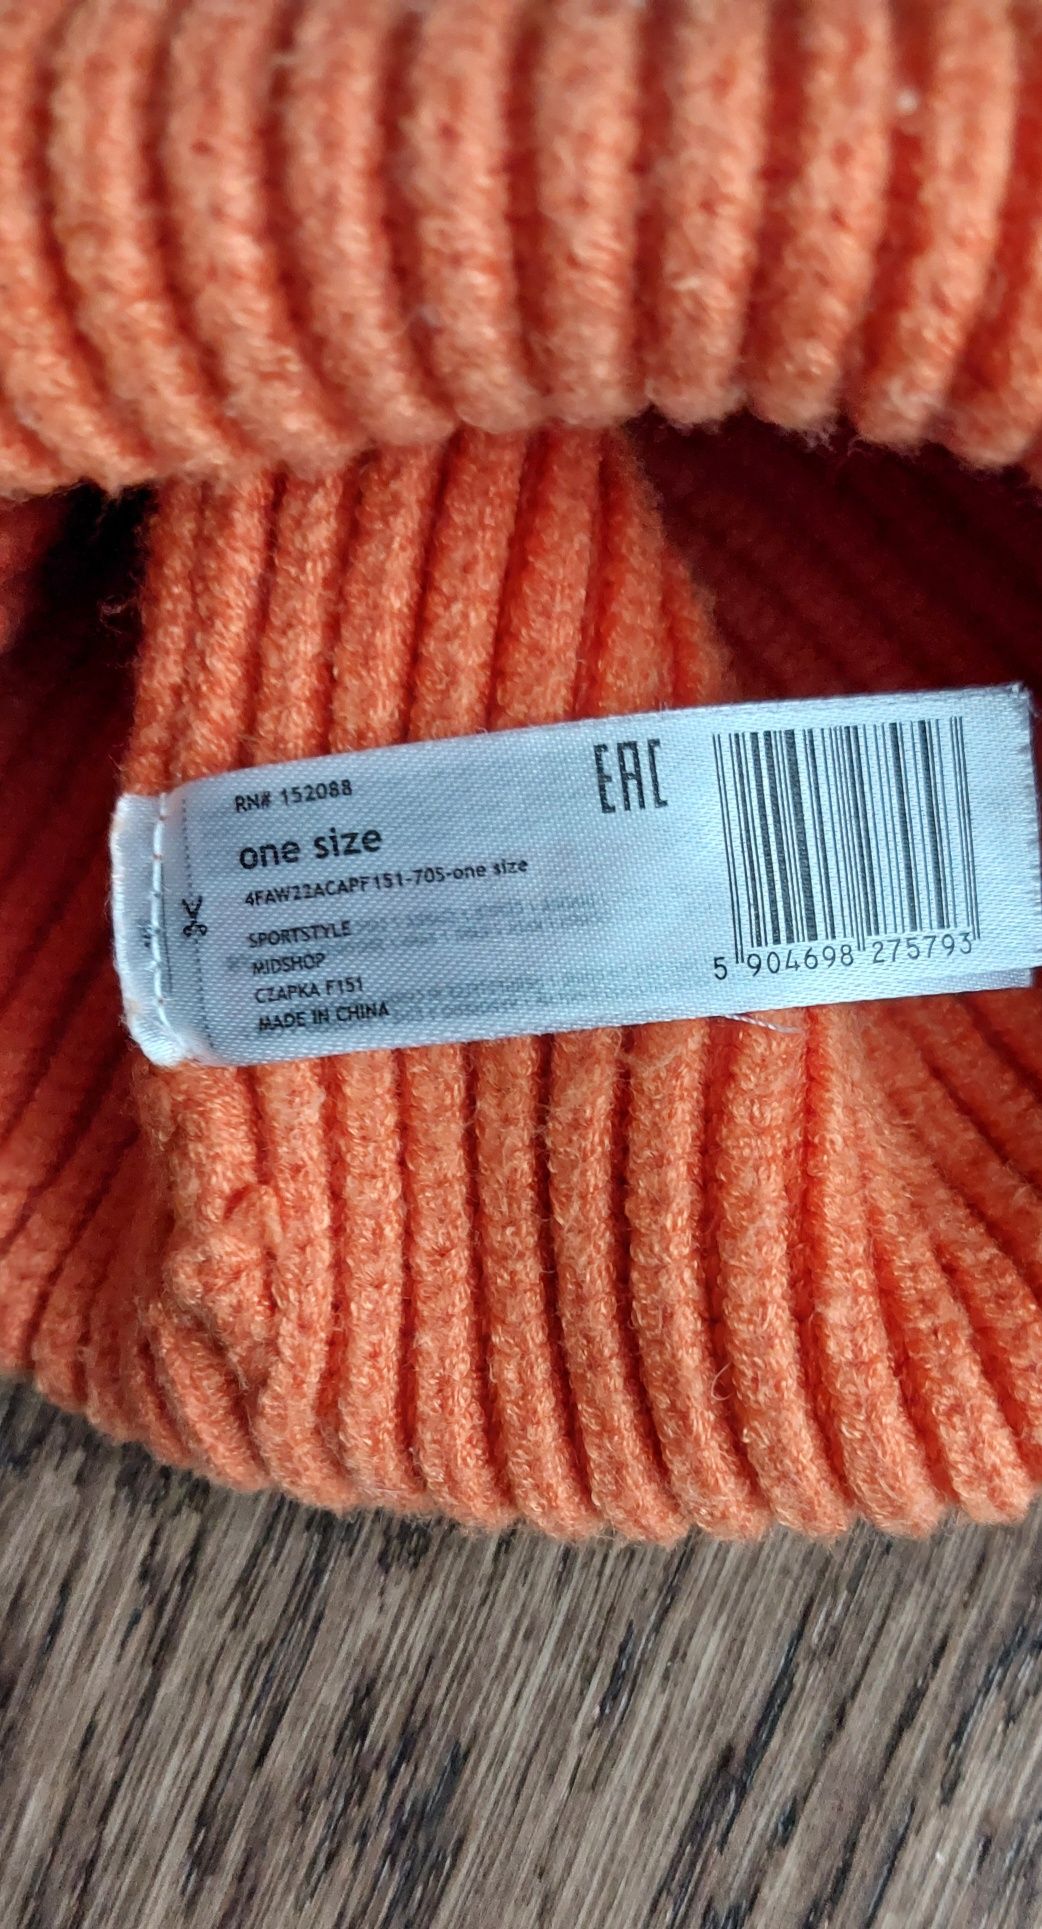 RN# 152088
EAC
one size
4FAW22ACAPF151-705-one size
SPORTSTYLE
MIDSHOP
CZAPKA F151
MADE IN CHINA
5 904698 275793